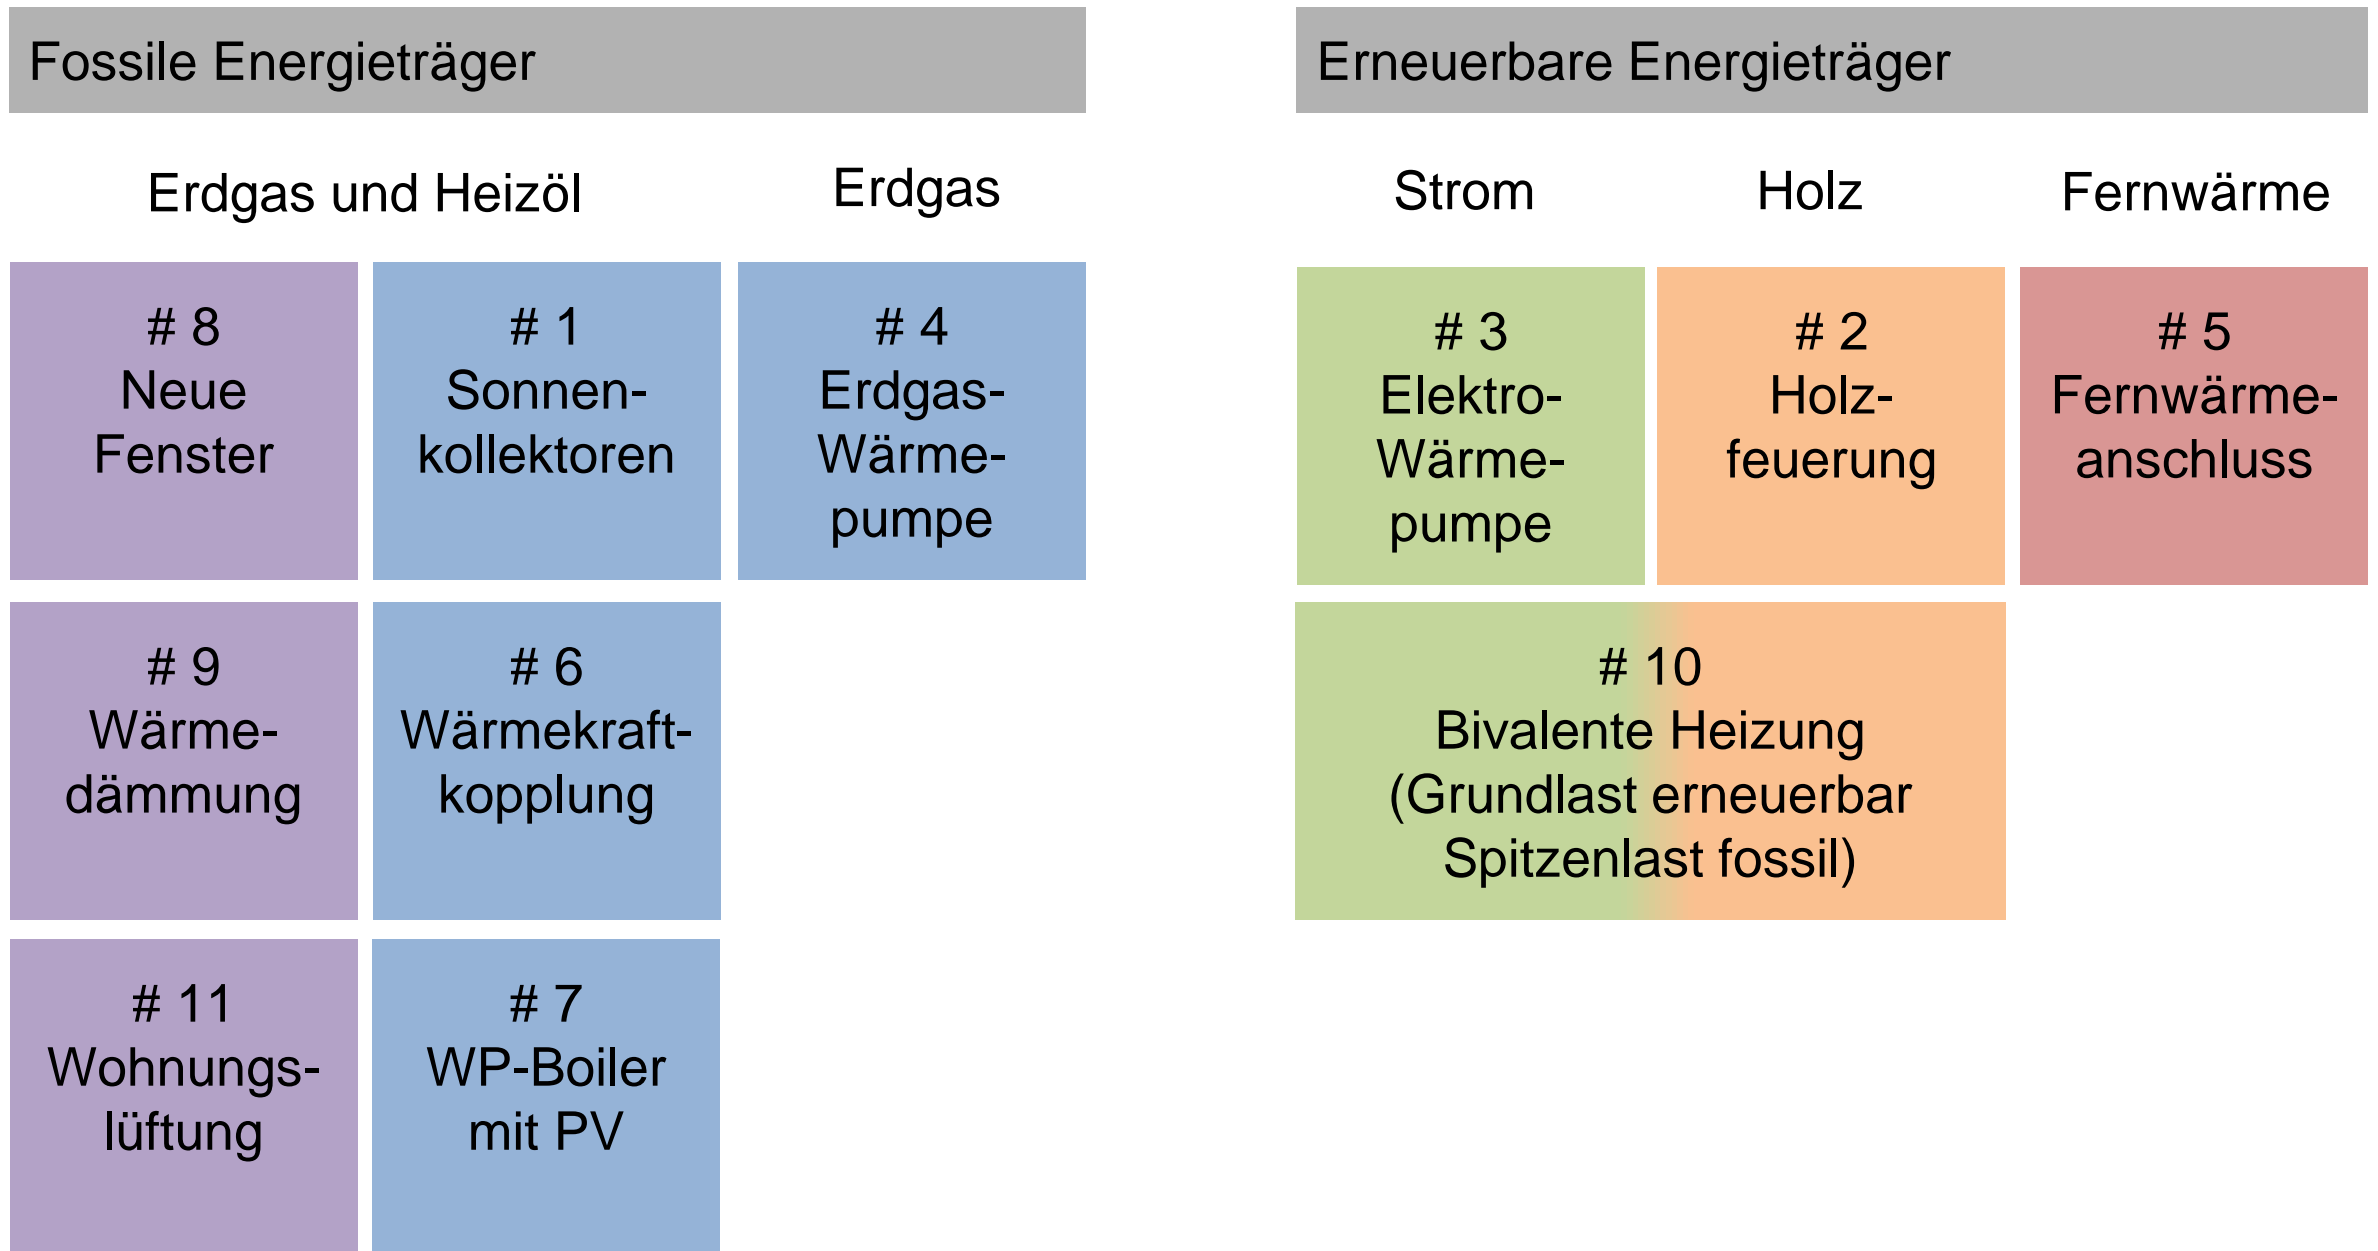 Fossile Energieträger
Erdgas und Heizöl
Erdgas
# 8
Neue
Fenster
# 1
Sonnen-
kollektoren
# 4
Erdgas-
Wärme-
pumpe
# 9
Wärme-
dämmung
# 6
Wärmekraft-
kopplung
# 11
Wohnungs-
lüftung
# 7
WP-Boiler
mit PV
Erneuerbare Energieträger
Strom
Holz
Fernwärme
# 3
Elektro-
Wärme-
pumpe
# 2
Holz-
feuerung
# 5
Fernwärme-
anschluss
# 10
Bivalente Heizung
(Grundlast erneuerbar
Spitzenlast fossil)